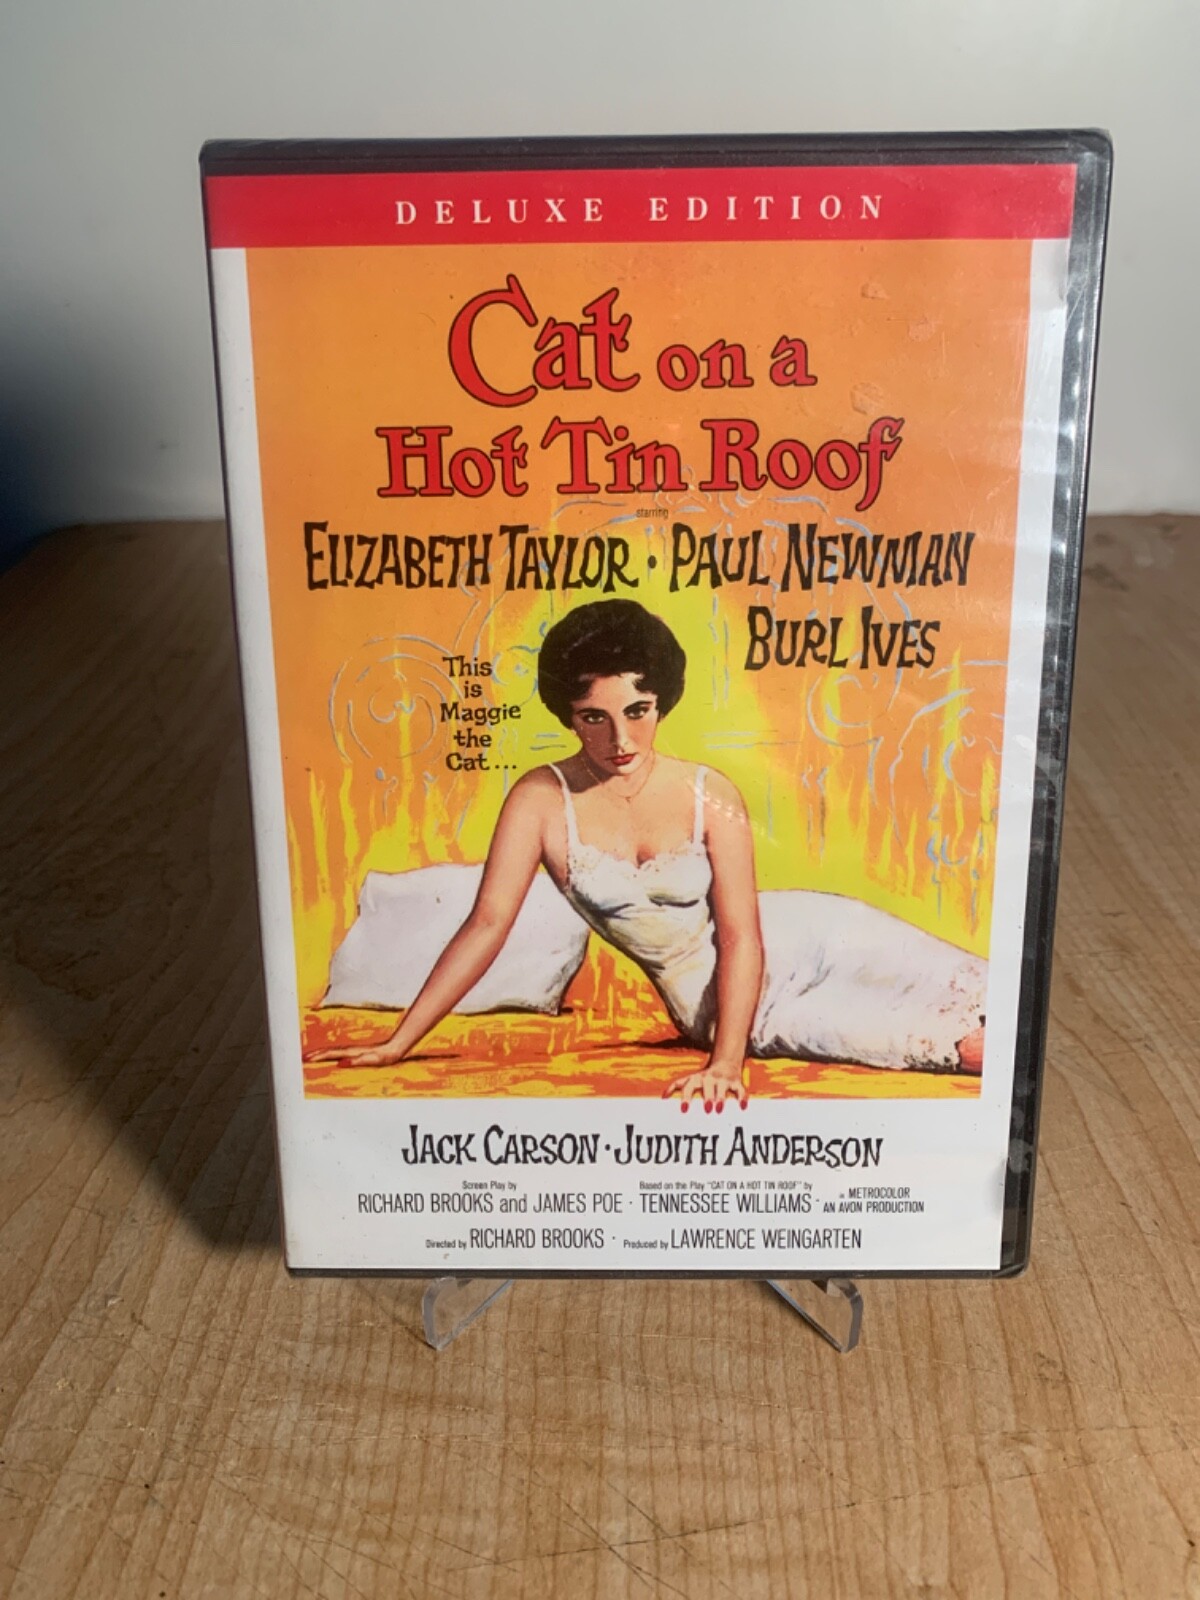 DELUXE EDITION
Cat on a
Hot Tin Roof
starring
ELIZABETH TAYLOR · PAUL NEWMAN
BURL IVES
This
is
Maggie
the
Cat...
JACK CARSON · JUDITH ANDERSON
Screen Play by
RICHARD BROOKS and JAMES POE ·
Based on the Play "CAT ON A HOT TIN ROOF" by
TENNESSEE WILLIAMS ·
in METROCOLOR
AN AVON PRODUCTION
Directed by RICHARD BROOKS · Produced by LAWRENCE WEINGARTEN